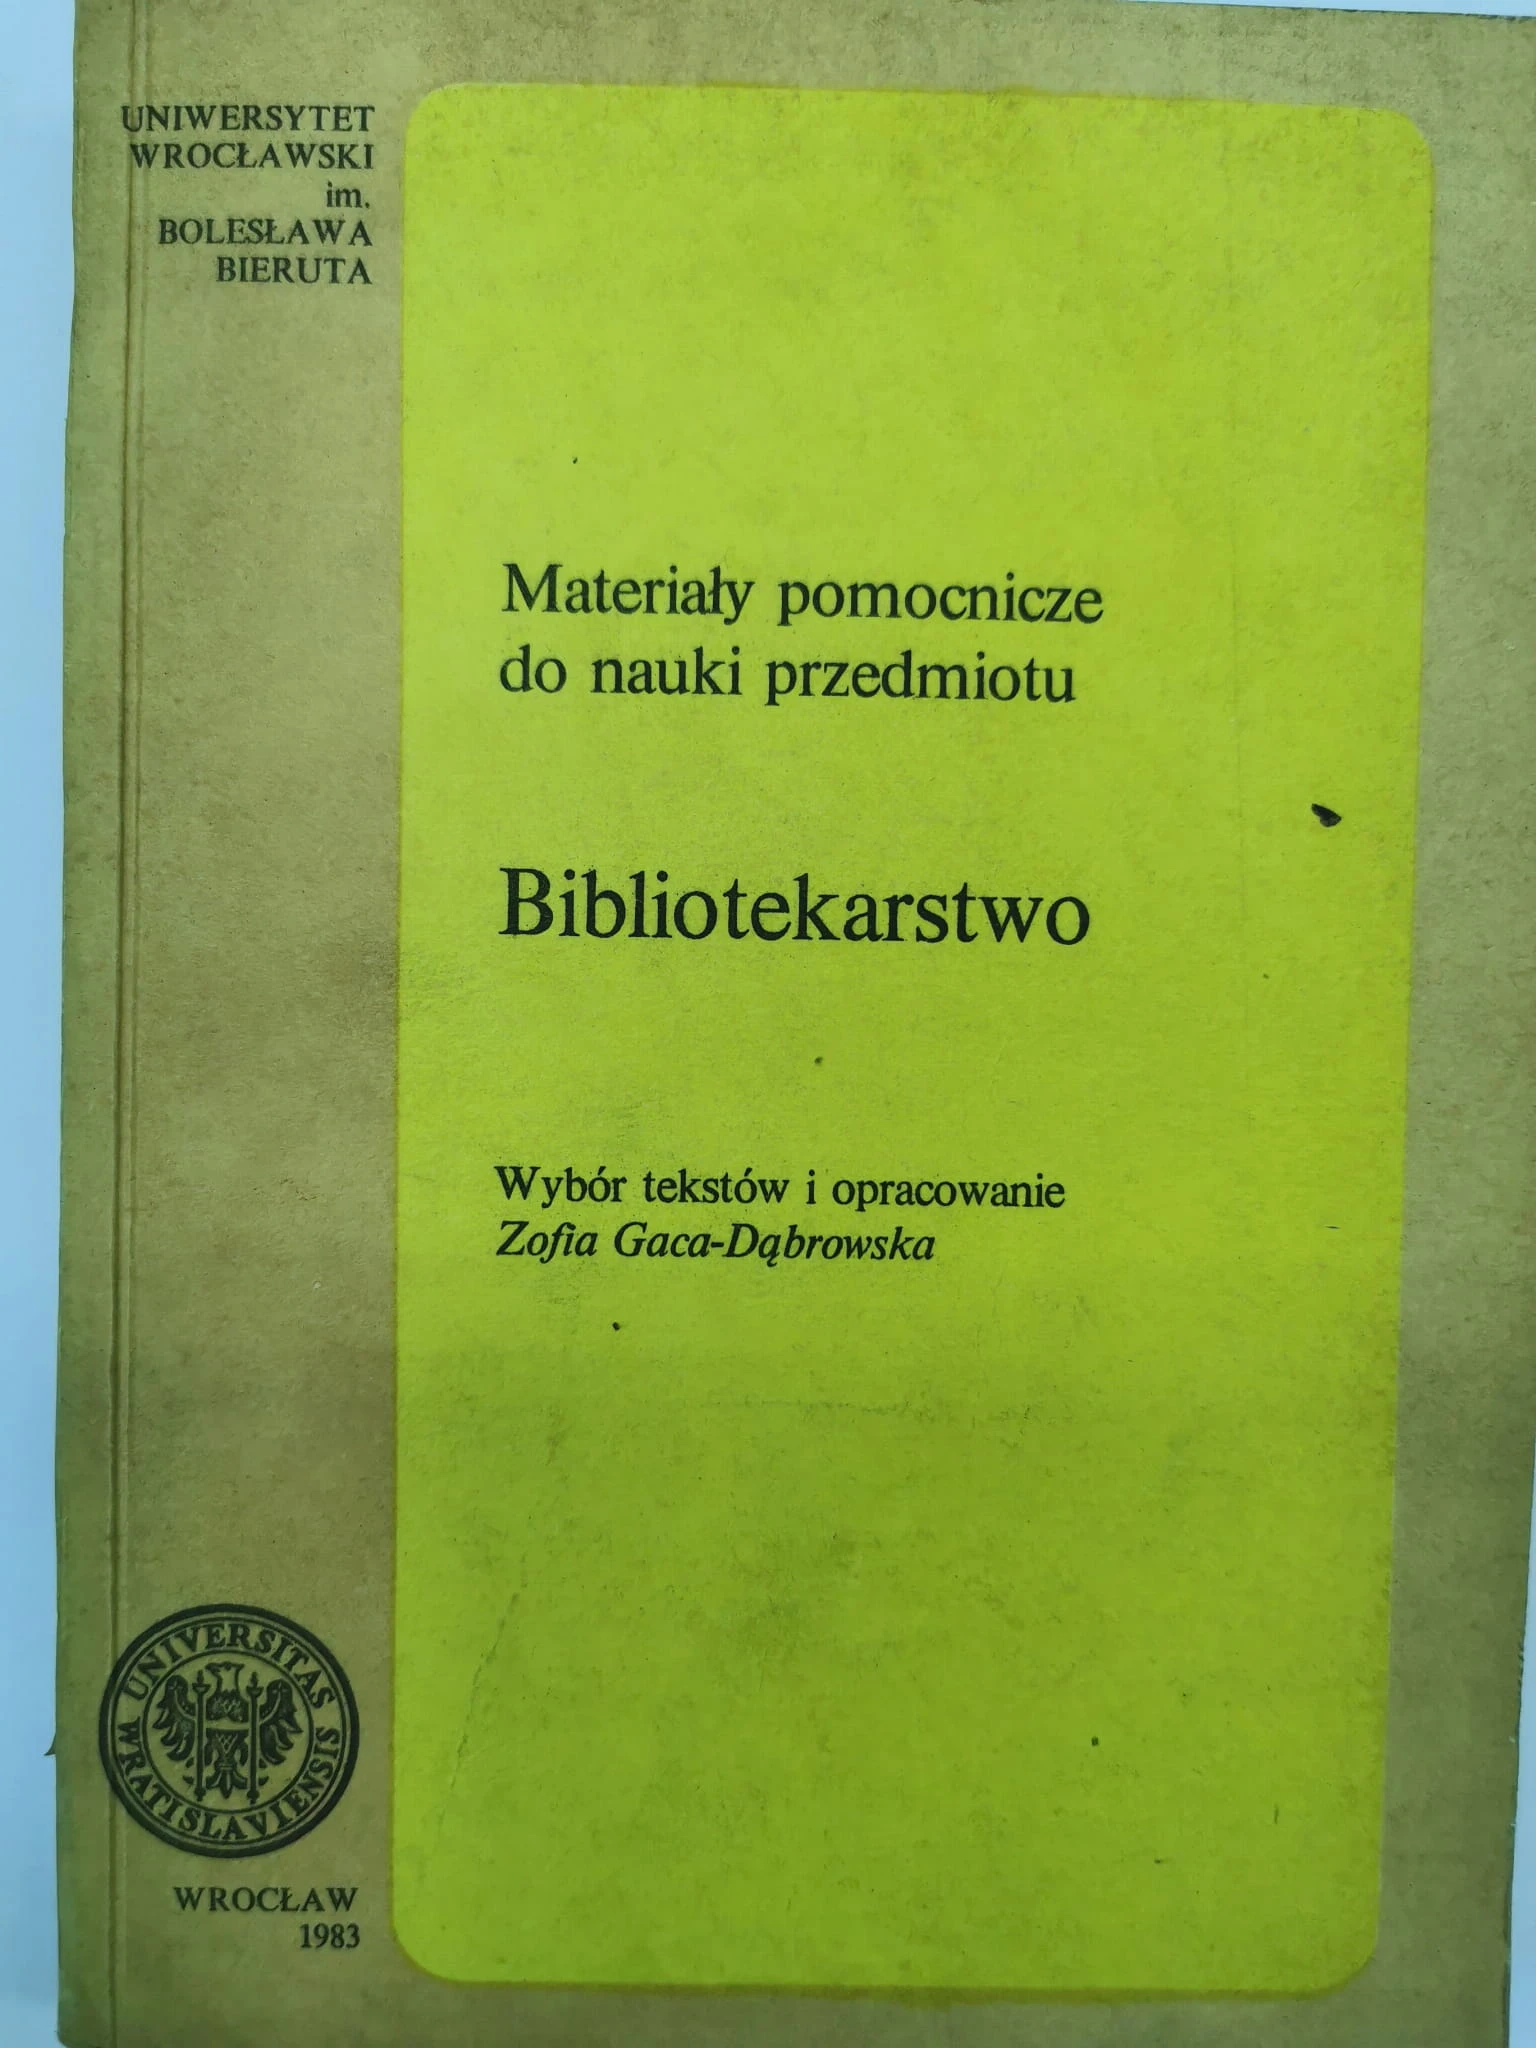 UNIWERSYTET
WROCŁAWSKI
im.
BOLESŁAWA
BIERUTA
Materiały pomocnicze
do nauki przedmiotu
Bibliotekarstwo
Wybór tekstów i opracowanie
Zofia Gaca-Dąbrowska
UNIVERSITAS
WRATISLAVIENSIS
WROCŁAW
1983